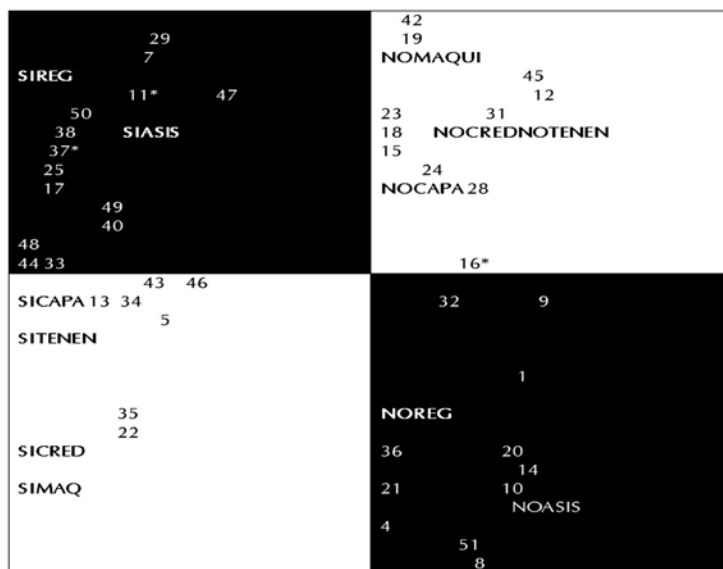 29
7
SIREG
11* 47
50
38 SIASIS
37*
25
17
49
40
48
44 33
42
19
NOMAQUI
45
12
23 31
18 NOCREDNOTENEN
15
24
NOCAPA 28
16*
43 46
SICAPA 13 34
5
SITENEN
35
22
SICRED
SIMAQ
32 9
1
NOREG
36 20
14
21 10
NOASIS
4
51
8